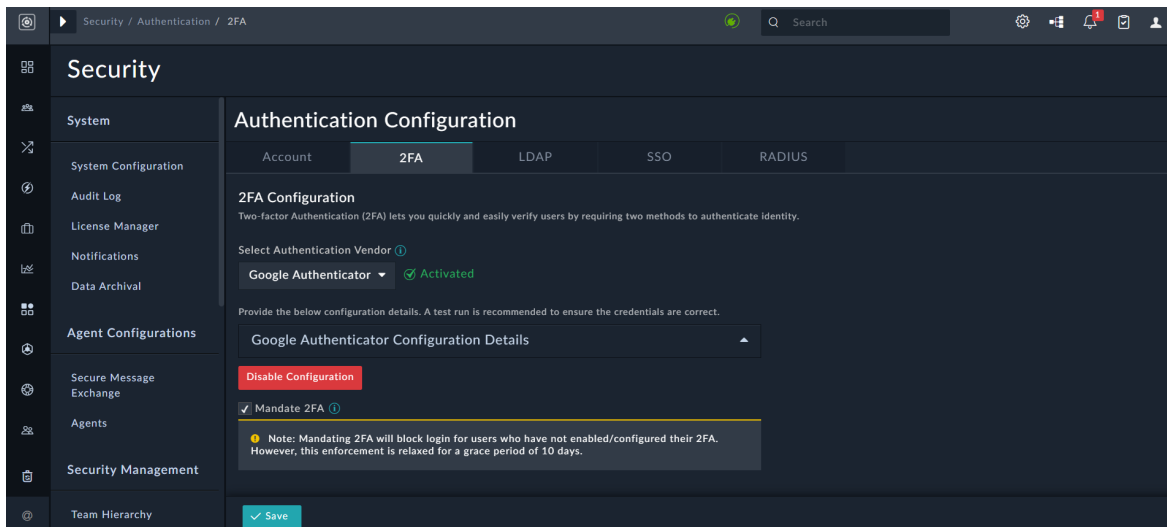 Security / Authentication / 2FA
Search
1
Security
System
System Configuration
Audit Log
License Manager
Notifications
Data Archival
Agent Configurations
Secure Message
Exchange
Agents
Security Management
Team Hierarchy
Authentication Configuration
Account
2FA
LDAP
SSO
RADIUS
2FA Configuration
Two-factor Authentication (2FA) lets you quickly and easily verify users by requiring two methods to authenticate identity.
Select Authentication Vendor
Google Authenticator
Activated
Provide the below configuration details. A test run is recommended to ensure the credentials are correct.
Google Authenticator Configuration Details
Disable Configuration
Mandate 2FA
Note: Mandating 2FA will block login for users who have not enabled/configured their 2FA.
However, this enforcement is relaxed for a grace period of 10 days.
Save
@